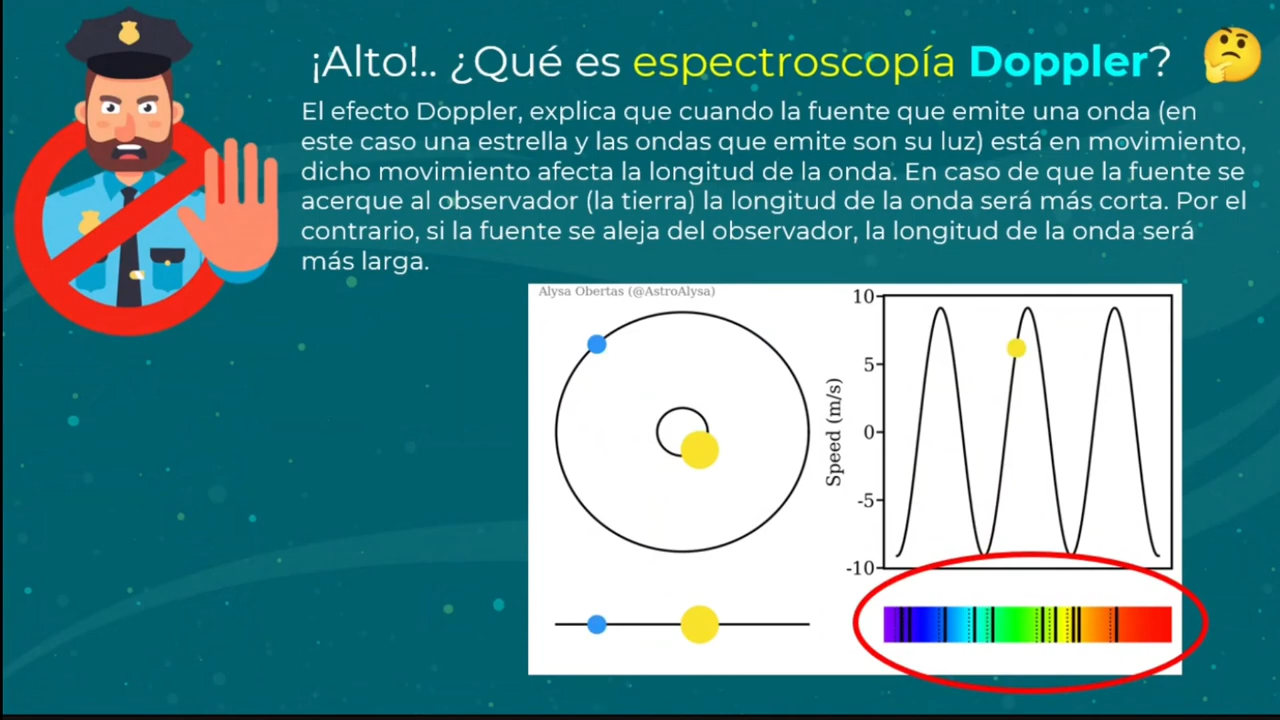 ¡Alto!.. ¿Qué es espectroscopía Doppler?
El efecto Doppler, explica que cuando la fuente que emite una onda (en
este caso una estrella y las ondas que emite son su luz) está en movimiento,
dicho movimiento afecta la longitud de la onda. En caso de que la fuente se
acerque al observador (la tierra) la longitud de la onda será más corta. Por el
contrario, si la fuente se aleja del observador, la longitud de la onda será
más larga.
Alysa Obertas (@AstroAlysa)
Speed (m/s)
10
5
0
-5
-10